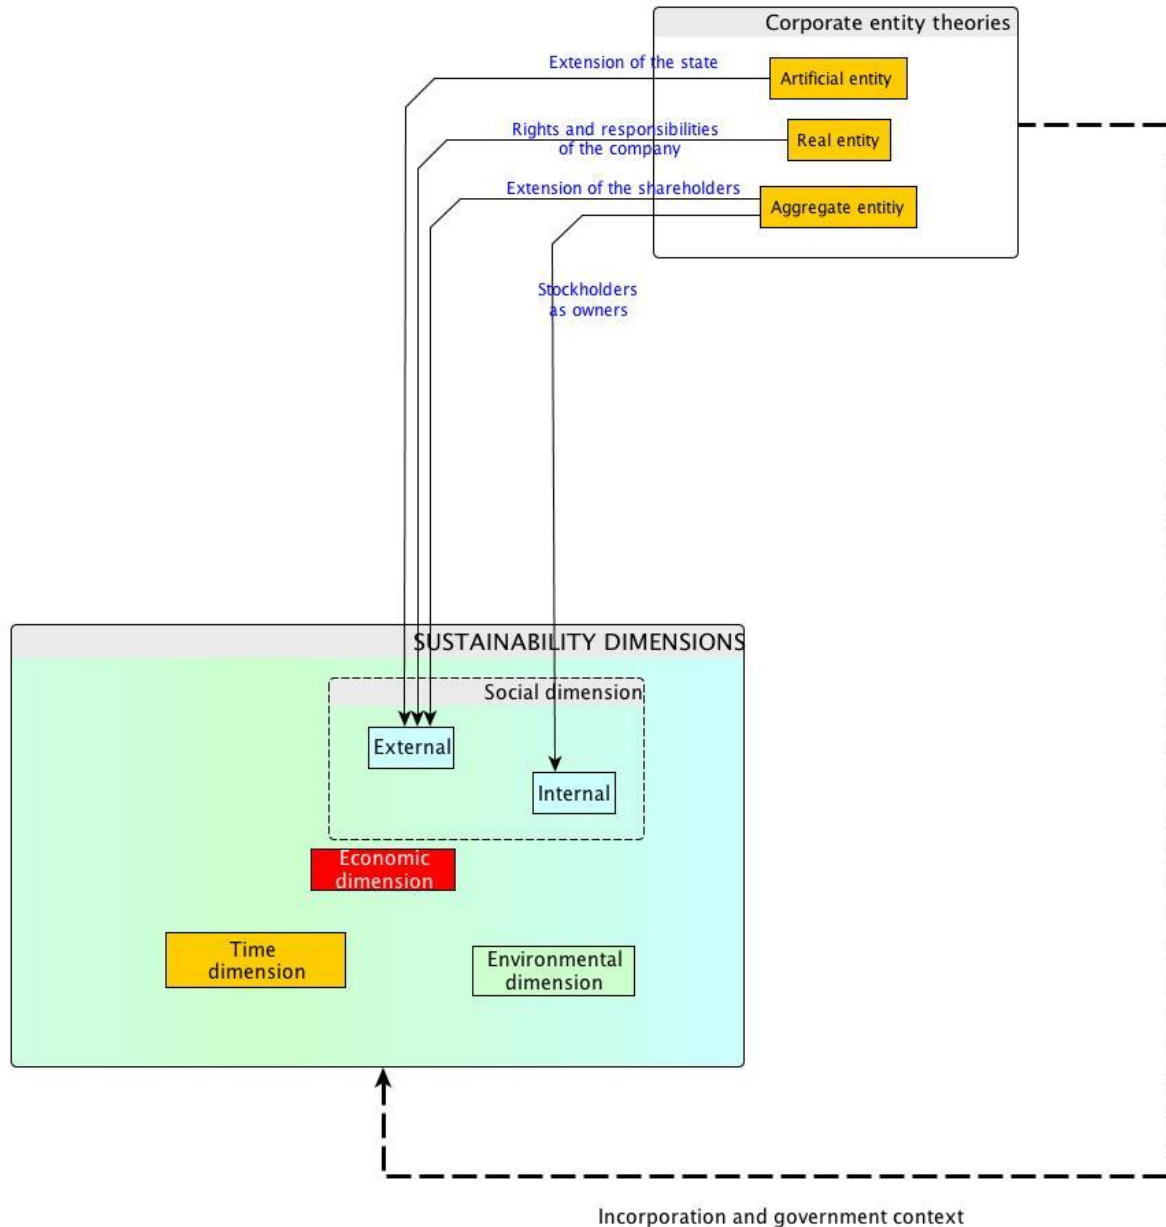 Corporate entity theories
Extension of the state
Artificial entity
Rights and responsibilities
of the company
Real entity
Extension of the shareholders
Aggregate entitiy
Stockholders
as owners
SUSTAINABILITY DIMENSIONS
Social dimension
External
Internal
Economic
dimension
Time
dimension
Environmental
dimension
Incorporation and government context